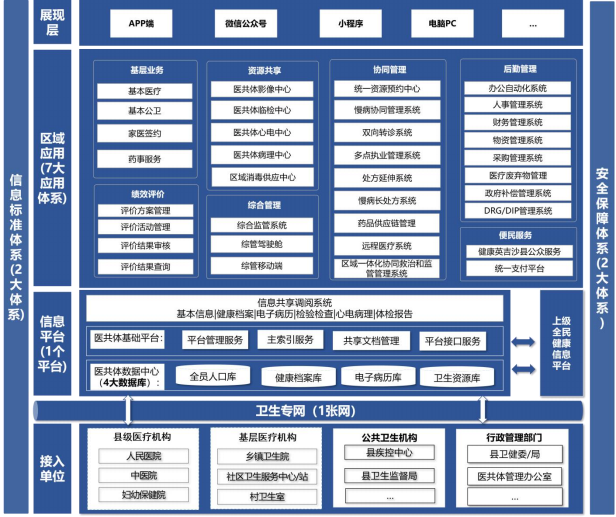 展现
层
APP端
微信公众号
小程序
电脑PC
...
信息标准体系(2大体系)
安全保障体系(2大体系)
区域
应用
(7大
应用
体系)
基层业务
基本医疗
基本公卫
家医签约
药事服务
绩效评价
评价方案管理
评价活动管理
评价结果审核
评价结果查询
资源共享
医共体影像中心
医共体临检中心
医共体心电中心
医共体病理中心
区域消毒供应中心
综合管理
综合监管系统
综管驾驶舱
综管移动端
协同管理
统一资源预约中心
慢病协同管理系统
双向转诊系统
多点执业管理系统
处方延伸系统
慢病长处方系统
药品供应链管理
远程医疗系统
区域一体化协同救治和监
管管理系统
后勤管理
办公自动化系统
人事管理系统
财务管理系统
物资管理系统
采购管理系统
医疗废弃物管理
政府补偿管理系统
DRG/DIP管理系统
便民服务
健康英吉沙县公众服务
统一支付平台
信息
平台
(1个
平台)
信息共享调阅系统
基本信息|健康档案|电子病历|检验检查|心电病理|体检报告
医共体基础平台：
平台管理服务
主索引服务
共享文档管理
平台接口服务
医共体数据中心
（4大数据库）：
全员人口库
健康档案库
电子病历库
卫生资源库
上级
全民
健康
信息
平台
卫生专网（1张网）
接入
单位
县级医疗机构
人民医院
中医院
妇幼保健院
基层医疗机构
乡镇卫生院
社区卫生服务中心/站
村卫生室
公共卫生机构
县疾控中心
县卫生监督局
...
行政管理部门
县卫健委/局
医共体管理办公室
...